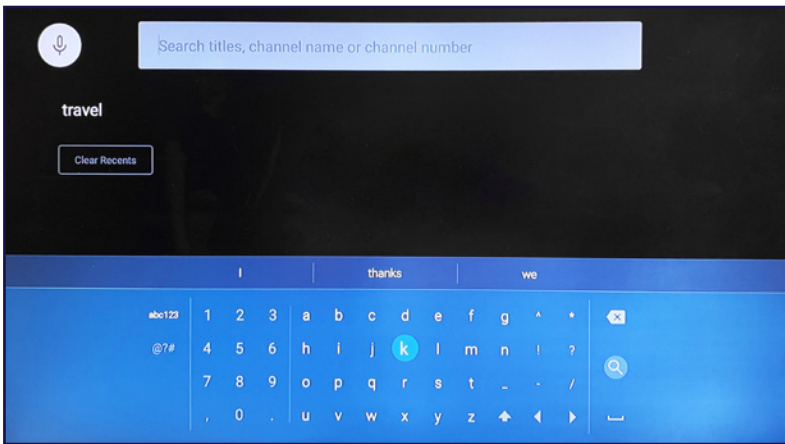 Search titles, channel name or channel number
travel
Clear Recents
I thanks we
abc123 1 2 3 a b c d e f g ^ *
@?# 4 5 6 h i j k l m n ! ?
7 8 9 o p q r s t _ - /
, 0 . u v w x y z